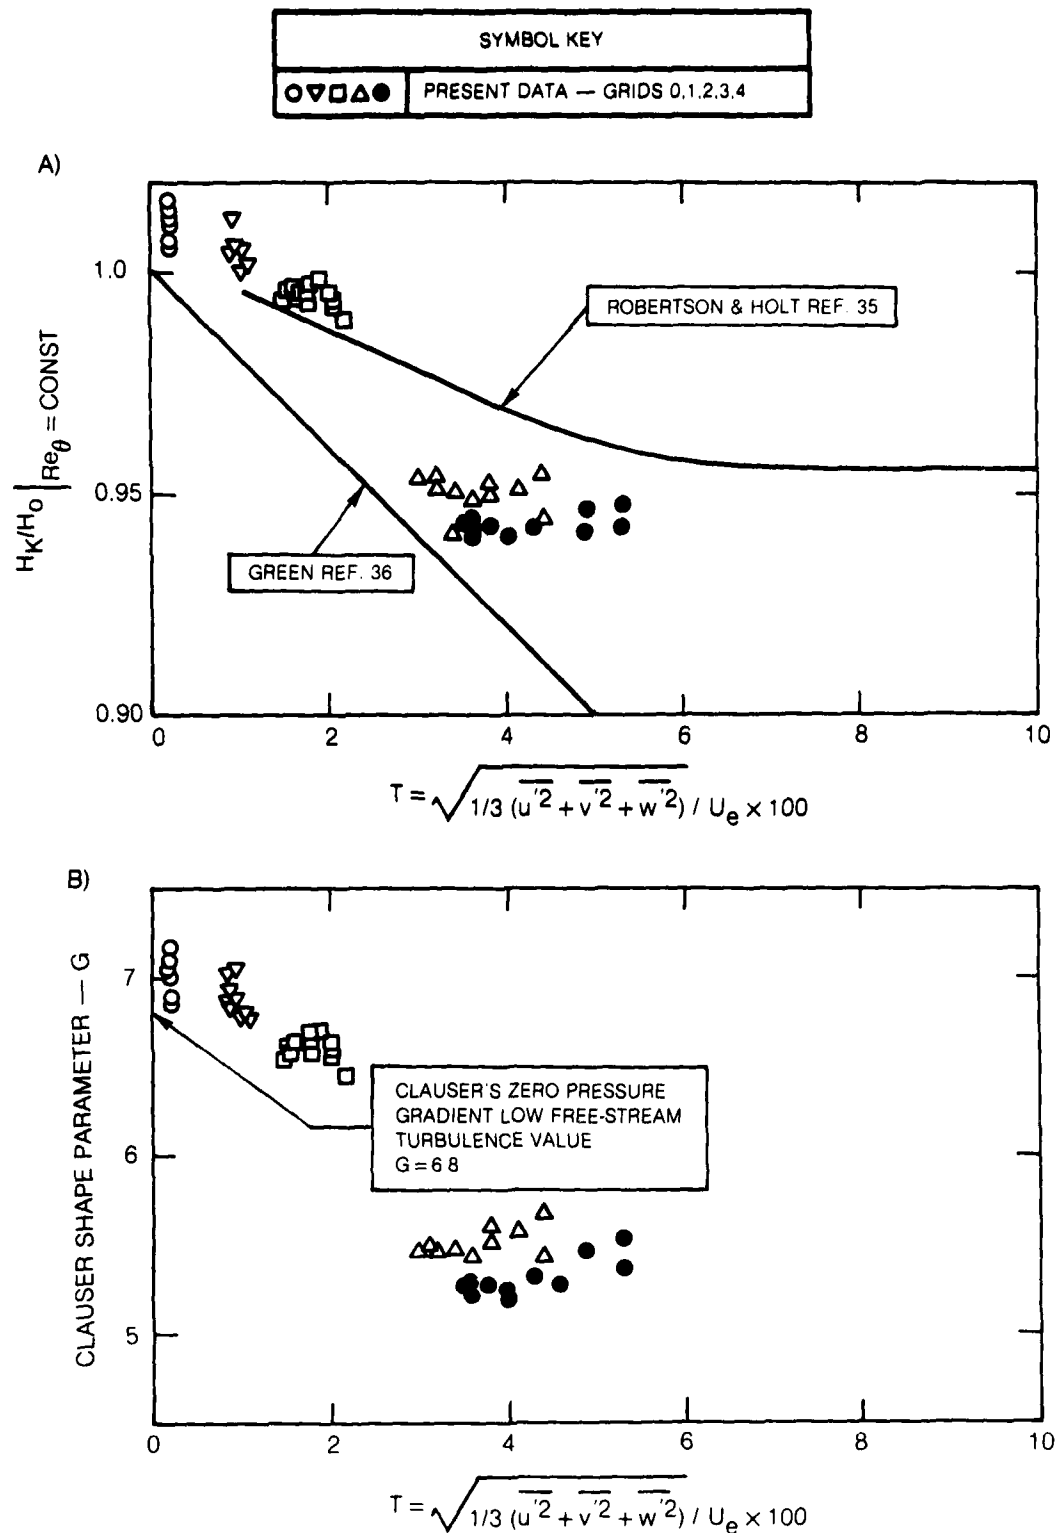 SYMBOL KEY
○▽□△● PRESENT DATA — GRIDS 0,1,2,3,4
A)
H_K/H_O | Re_θ = CONST
1.0
0.95
0.90
ROBERTSON & HOLT REF. 35
GREEN REF. 36
0 2 4 6 8 10
T = √1/3 (u'² + v'² + w'²) / U_e × 100
B)
CLAUSER SHAPE PARAMETER — G
7
6
5
CLAUSER'S ZERO PRESSURE
GRADIENT LOW FREE-STREAM
TURBULENCE VALUE
G = 6 8
0 2 4 6 8 10
T = √1/3 (u'² + v'² + w'²) / U_e × 100